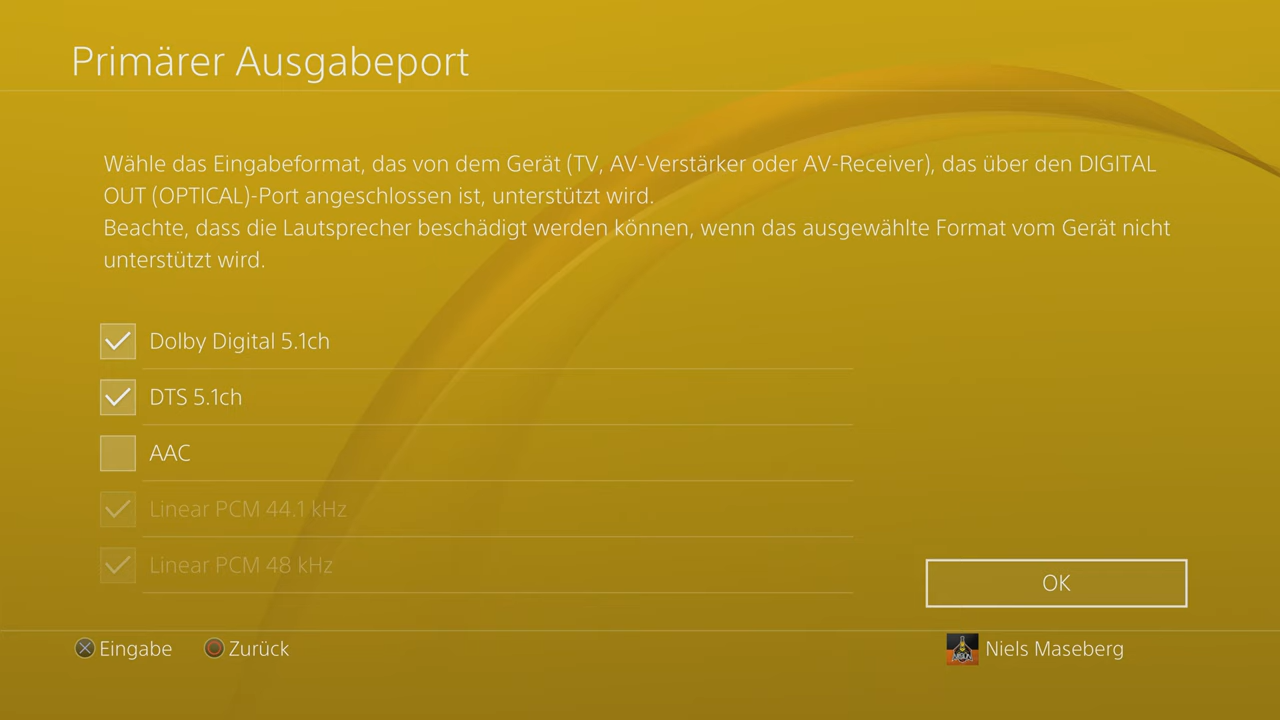 Primärer Ausgabeport
Wähle das Eingabeformat, das von dem Gerät (TV, AV-Verstärker oder AV-Receiver), das über den DIGITAL
OUT (OPTICAL)-Port angeschlossen ist, unterstützt wird.
Beachte, dass die Lautsprecher beschädigt werden können, wenn das ausgewählte Format vom Gerät nicht
unterstützt wird.
Dolby Digital 5.1ch
DTS 5.1ch
AAC
Linear PCM 44.1 kHz
Linear PCM 48 kHz
OK
Eingabe
Zurück
Niels Maseberg